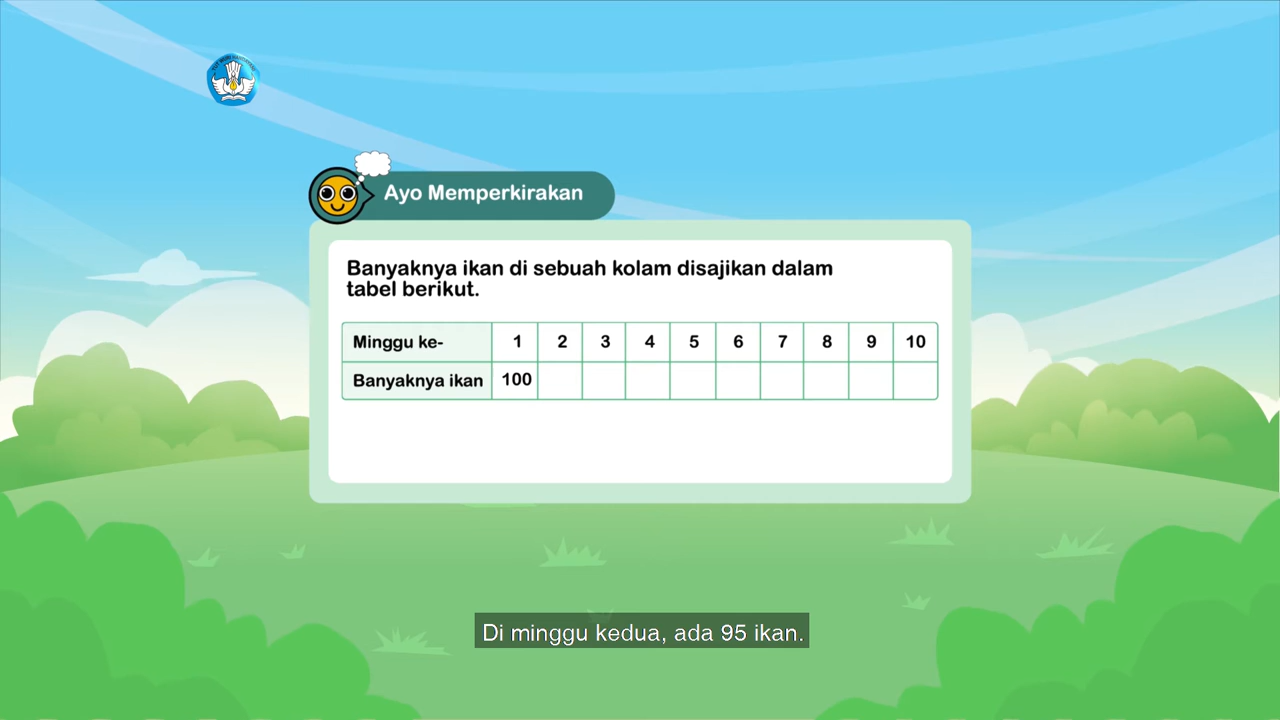 Ayo Memperkirakan
Banyaknya ikan di sebuah kolam disajikan dalam
tabel berikut.
Minggu ke- 1 2 3 4 5 6 7 8 9 10
Banyaknya ikan 100
Di minggu kedua, ada 95 ikan.